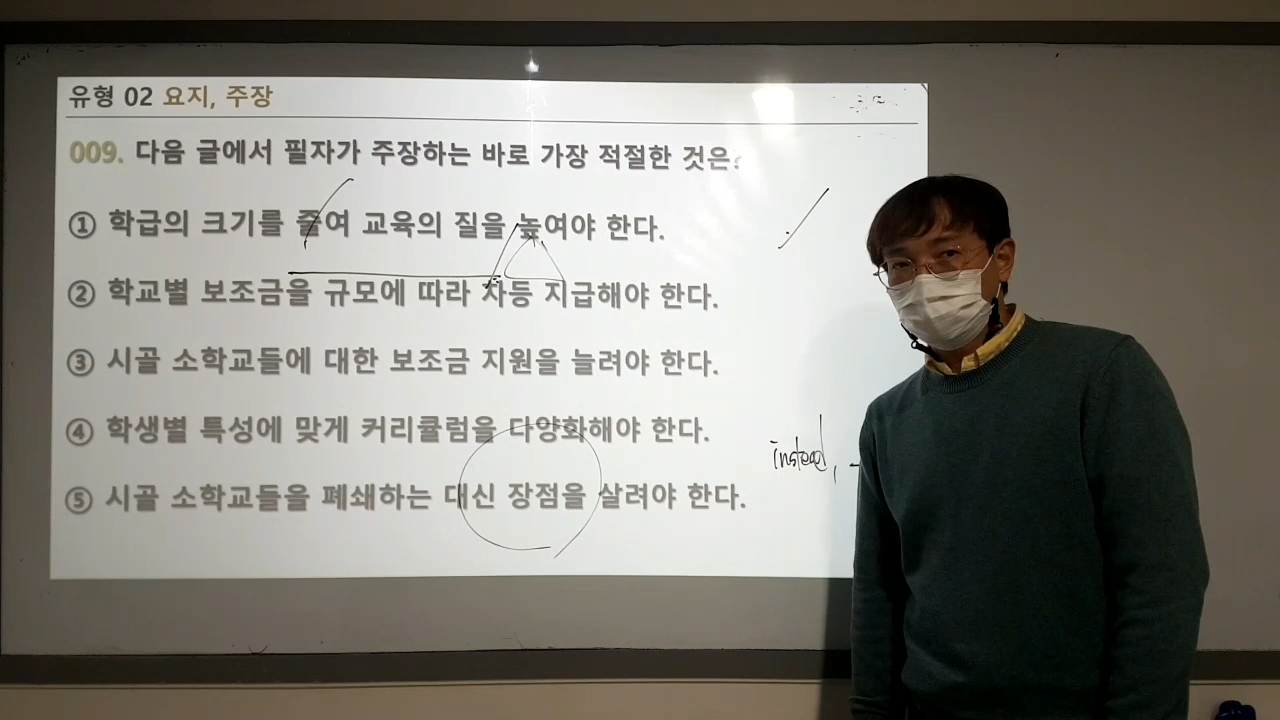 유형 02 요지, 주장
009. 다음 글에서 필자가 주장하는 바로 가장 적절한 것은?
① 학급의 크기를 줄여 교육의 질을 높여야 한다.
② 학교별 보조금을 규모에 따라 차등 지급해야 한다.
③ 시골 소학교들에 대한 보조금 지원을 늘려야 한다.
④ 학생별 특성에 맞게 커리큘럼을 다양화해야 한다.
instead,
⑤ 시골 소학교들을 폐쇄하는 대신 장점을 살려야 한다.